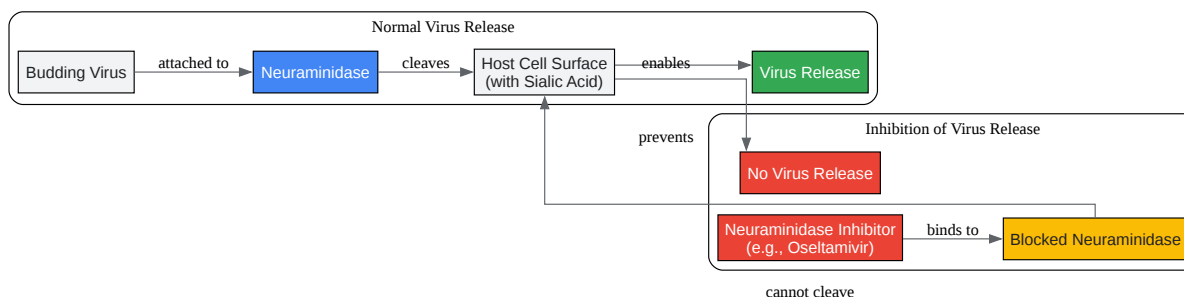 Normal Virus Release
Budding Virus
attached to
Neuraminidase
cleaves
Host Cell Surface
(with Sialic Acid)
enables
Virus Release
prevents
Inhibition of Virus Release
No Virus Release
Neuraminidase Inhibitor
(e.g., Oseltamivir)
binds to
Blocked Neuraminidase
cannot cleave